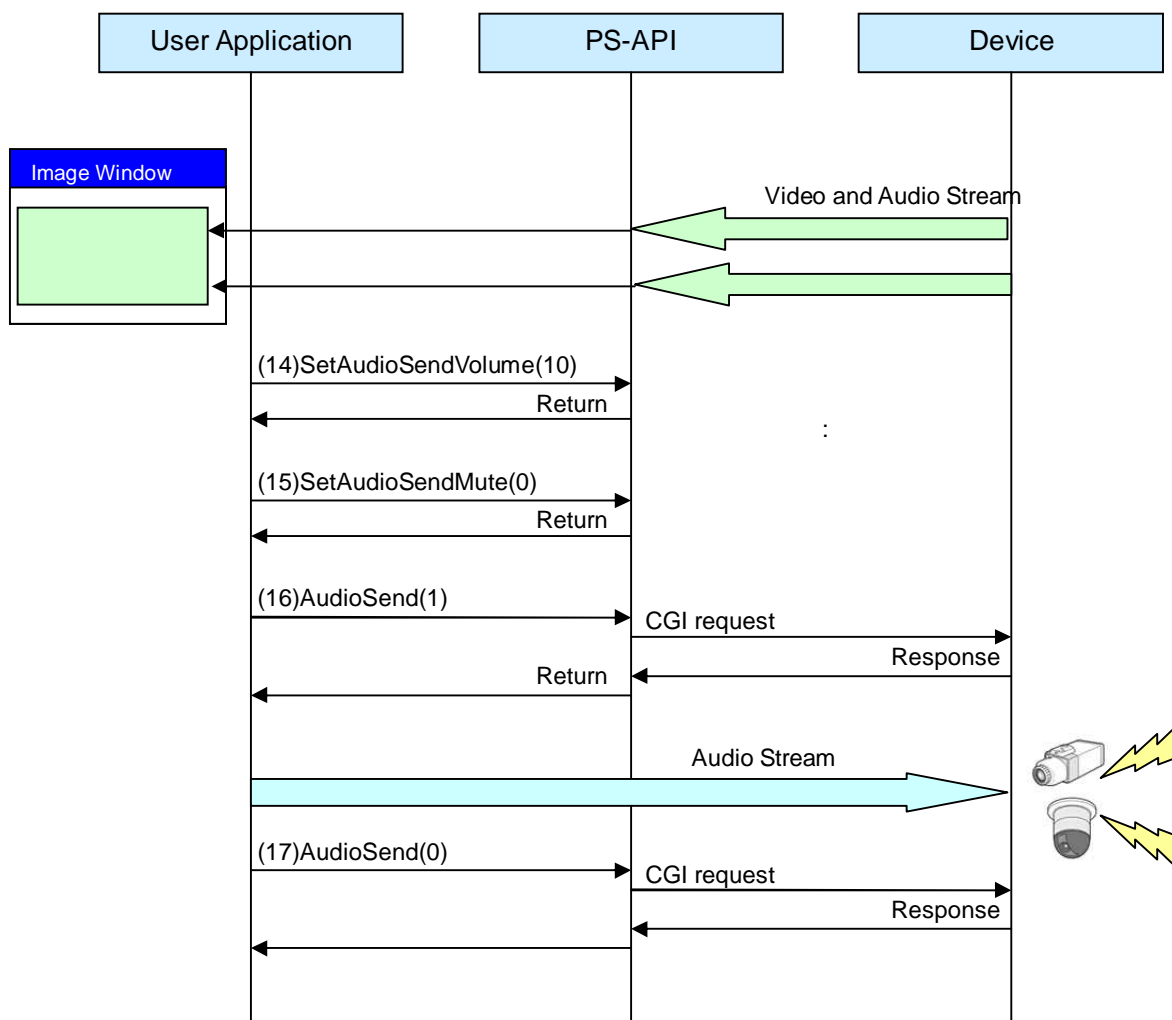 User Application
PS-API
Device
Image Window
Video and Audio Stream
(14)SetAudioSendVolume(10)
Return
:
(15)SetAudioSendMute(0)
Return
(16)AudioSend(1)
CGI request
Response
Return
Audio Stream
(17)AudioSend(0)
CGI request
Response